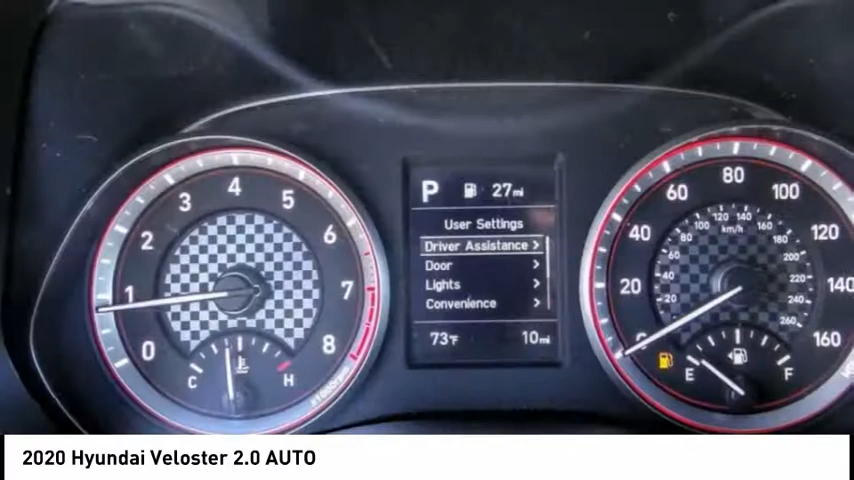 P 27mi
User Settings
Driver Assistance >
Door >
Lights >
Convenience >
73°F 10mi
0 1 2 3 4 5 6 7 8
C H
x1000rpm
0 20 40 60 80 100 120 140 160
km/h
20 40 60 80 100 120 140 160 180 200 220 240 260
E F
2020 Hyundai Veloster 2.0 AUTO